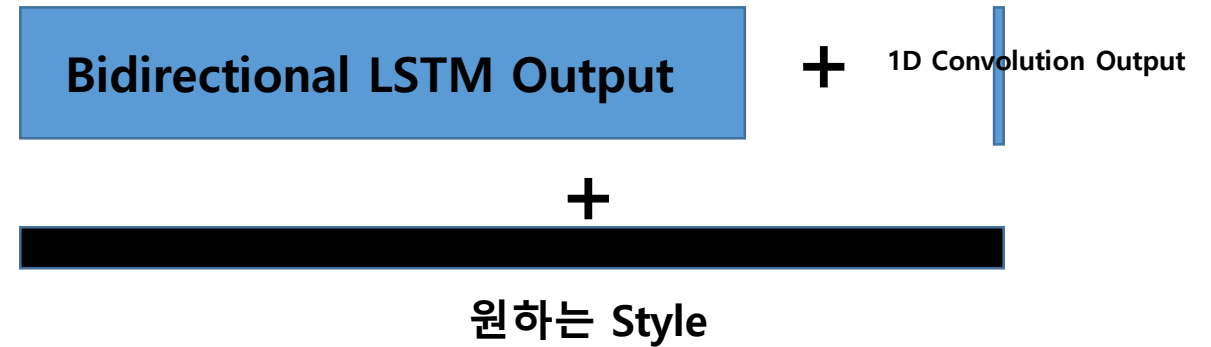 Bidirectional LSTM Output
+
1D Convolution Output
+
원하는 Style